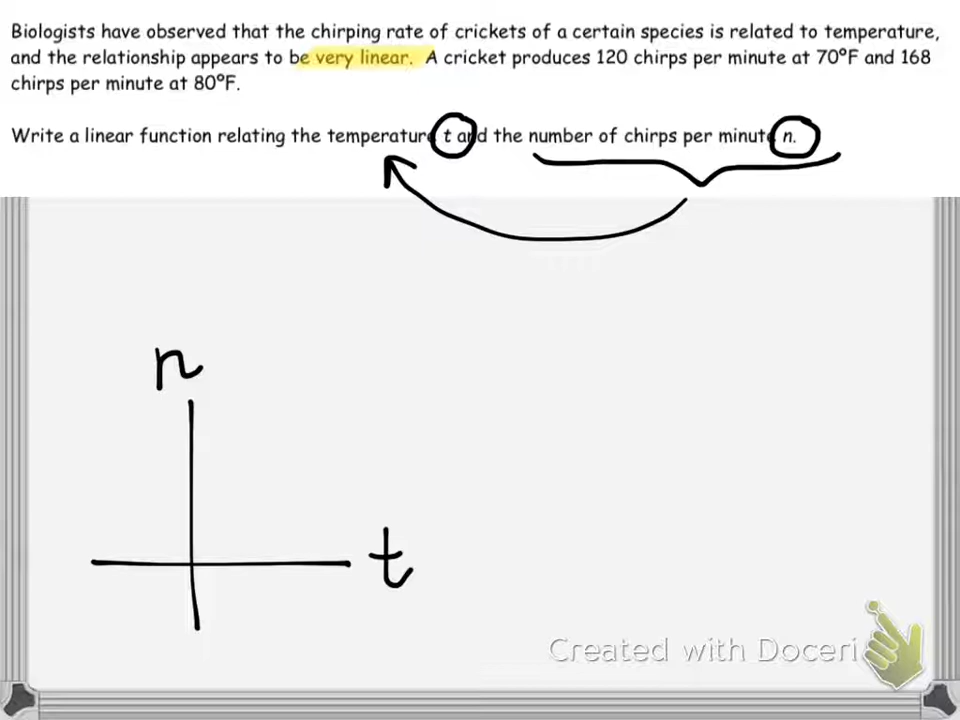 Biologists have observed that the chirping rate of crickets of a certain species is related to temperature,
and the relationship appears to be very linear. A cricket produces 120 chirps per minute at 70°F and 168
chirps per minute at 80°F.
Write a linear function relating the temperature t and the number of chirps per minute n.
n
t
Created with Doceri